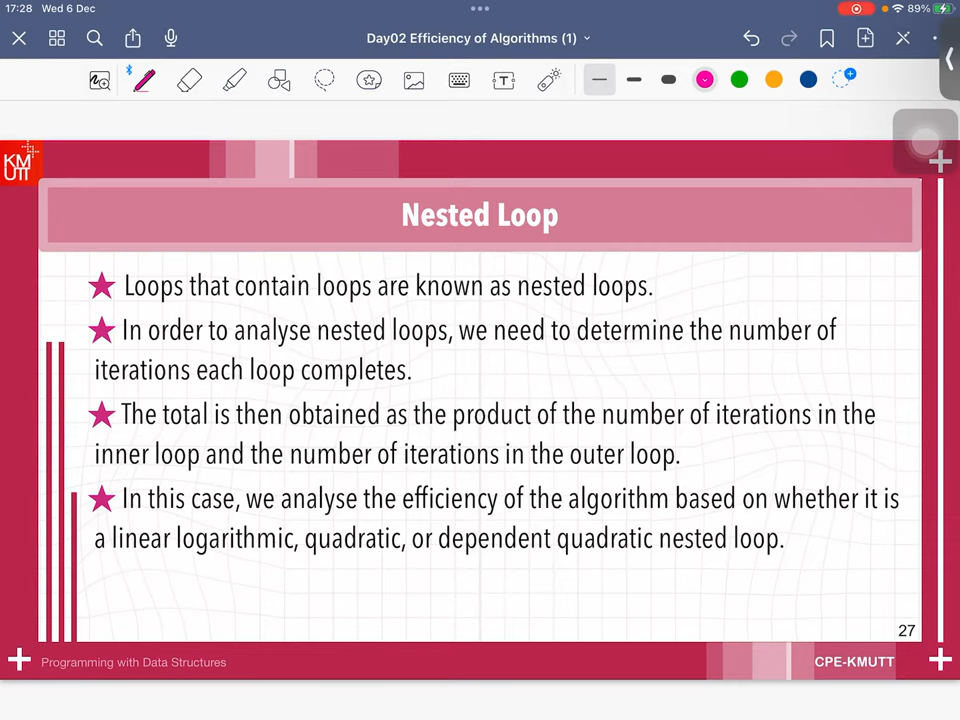 17:28 Wed 6 Dec
89%
Day02 Efficiency of Algorithms (1)
KM
UTT
Nested Loop
Loops that contain loops are known as nested loops.
In order to analyse nested loops, we need to determine the number of
iterations each loop completes.
The total is then obtained as the product of the number of iterations in the
inner loop and the number of iterations in the outer loop.
In this case, we analyse the efficiency of the algorithm based on whether it is
a linear logarithmic, quadratic, or dependent quadratic nested loop.
27
Programming with Data Structures
CPE-KMUTT